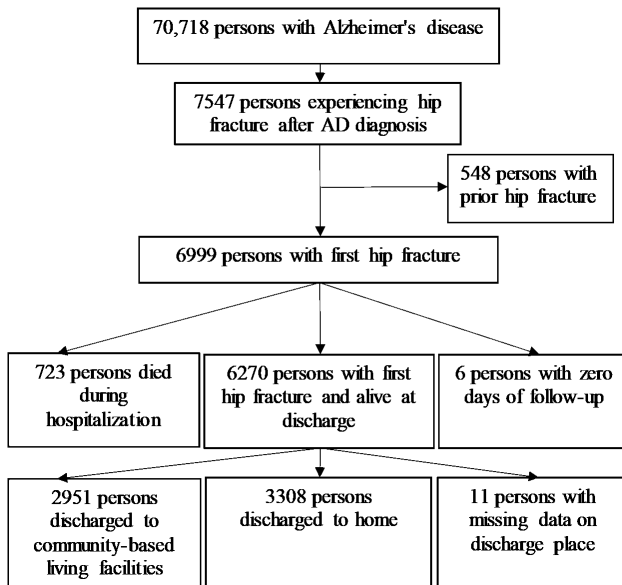 70,718 persons with Alzheimer's disease
7547 persons experiencing hip
fracture after AD diagnosis
548 persons with
prior hip fracture
6999 persons with first hip fracture
723 persons died
during
hospitalization
6270 persons with first
hip fracture and alive at
discharge
6 persons with zero
days of follow-up
2951 persons
discharged to
community-based
living facilities
3308 persons
discharged to home
11 persons with
missing data on
discharge place